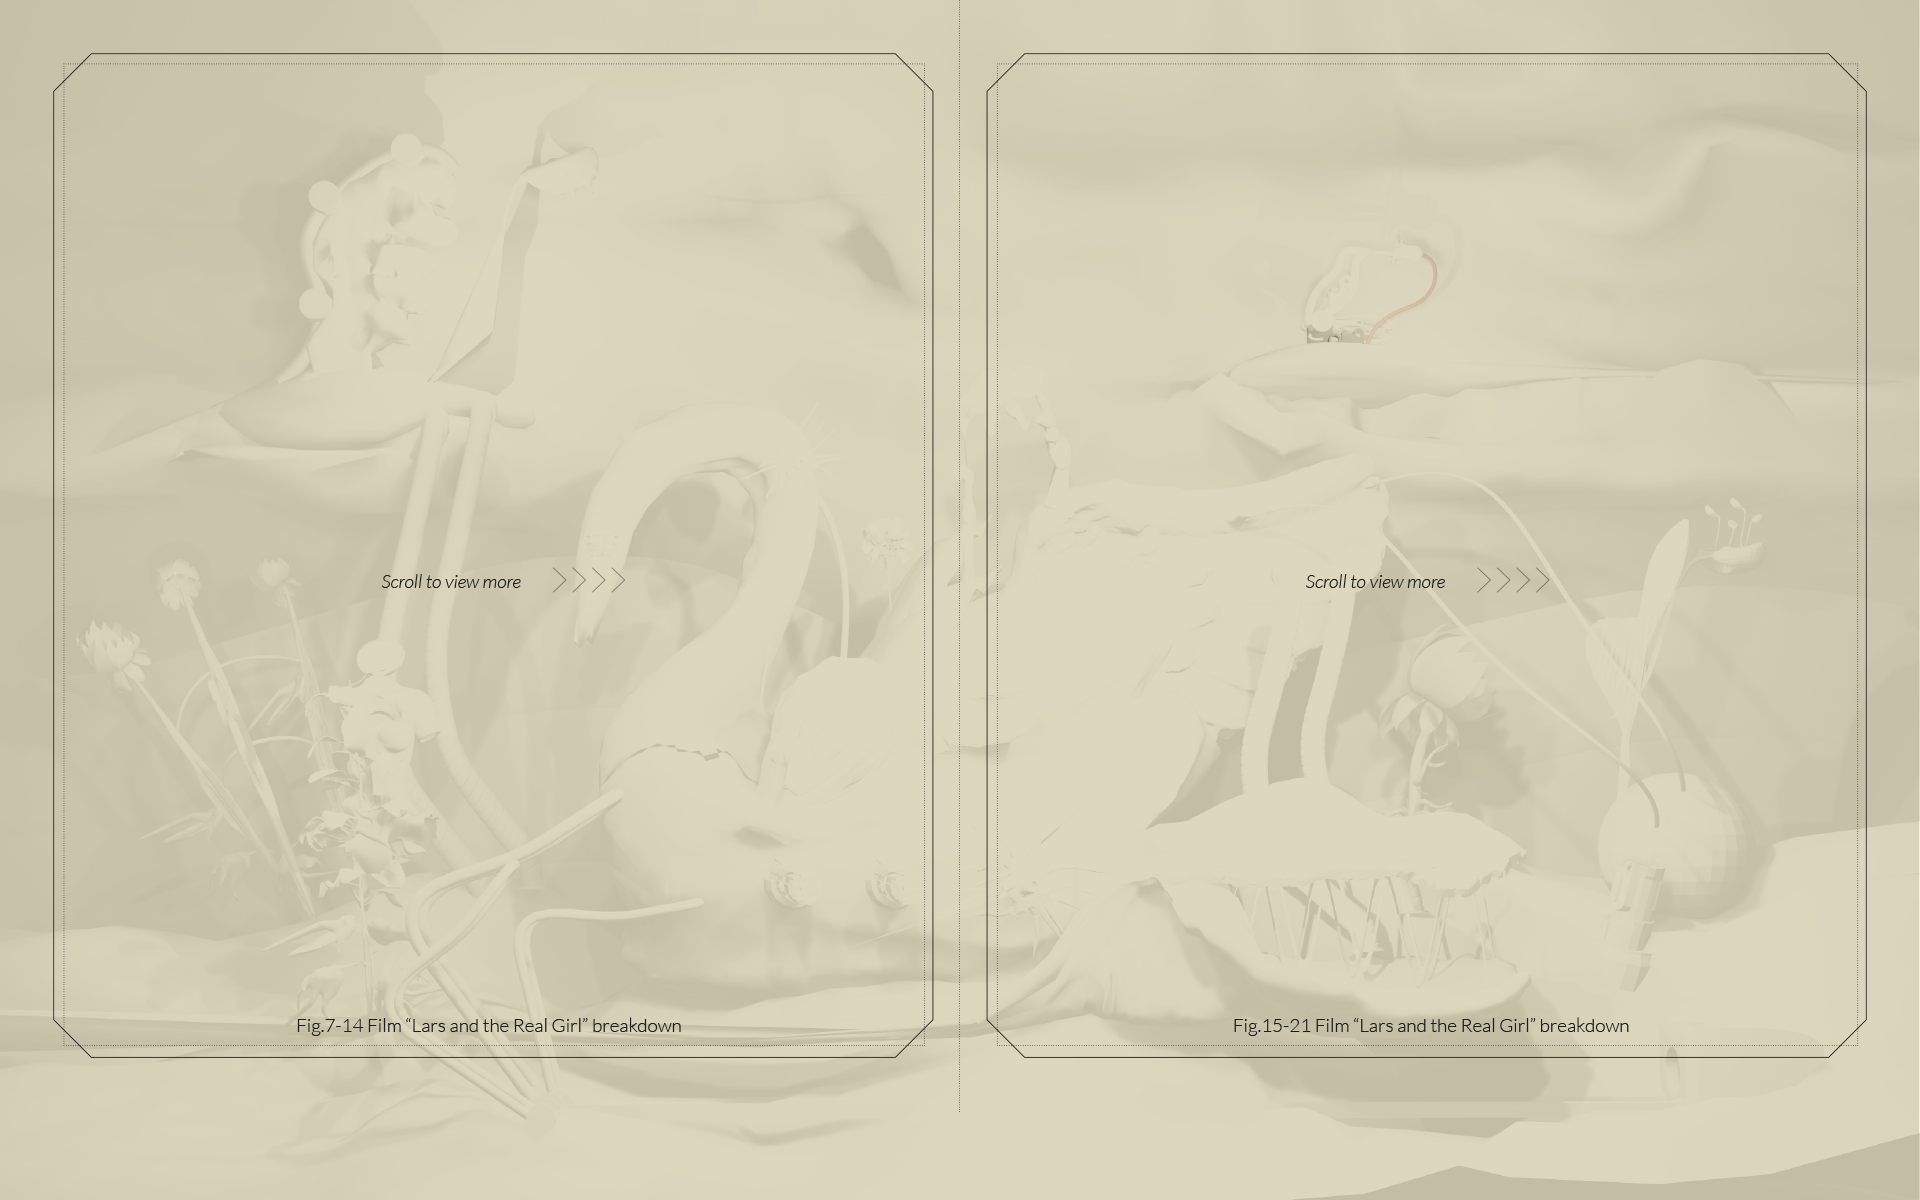 Scroll to view more
Scroll to view more
Fig.7-14 Film “Lars and the Real Girl” breakdown
Fig.15-21 Film “Lars and the Real Girl” breakdown